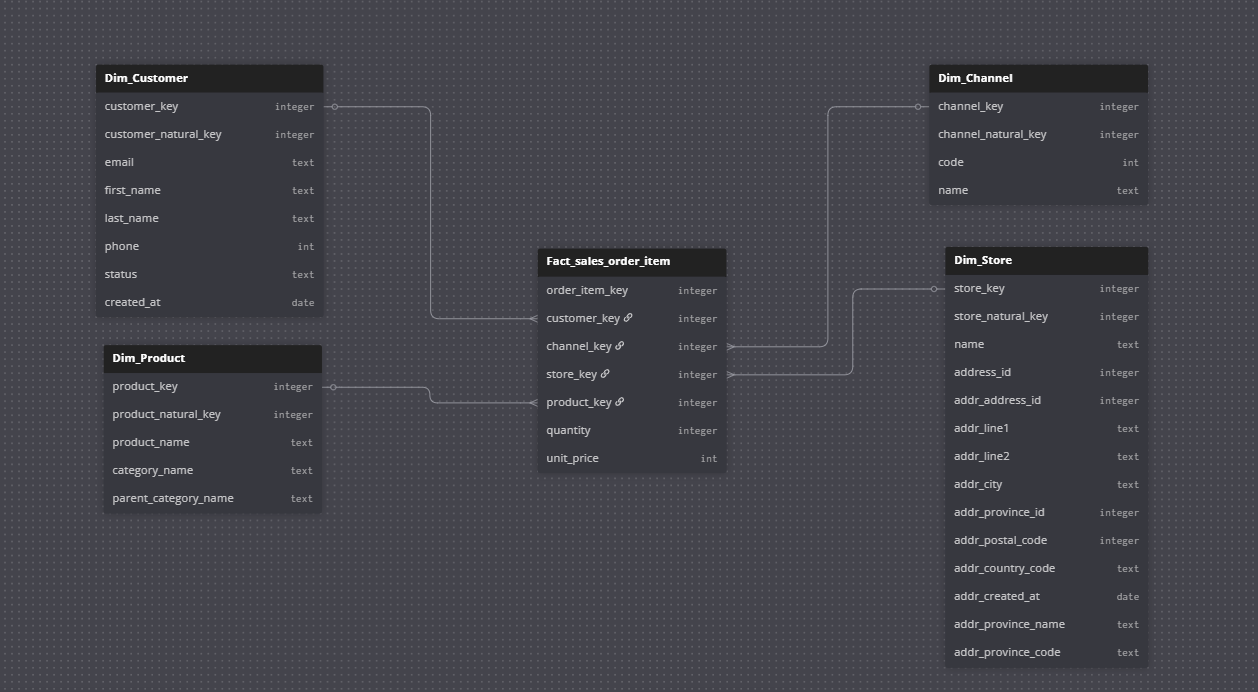 Dim_Customer
customer_key integer
customer_natural_key integer
email text
first_name text
last_name text
phone int
status text
created_at date
Dim_Product
product_key integer
product_natural_key integer
product_name text
category_name text
parent_category_name text
Fact_sales_order_item
order_item_key integer
customer_key integer
channel_key integer
store_key integer
product_key integer
quantity integer
unit_price int
Dim_Channel
channel_key integer
channel_natural_key integer
code int
name text
Dim_Store
store_key integer
store_natural_key integer
name text
address_id integer
addr_address_id integer
addr_line1 text
addr_line2 text
addr_city text
addr_province_id integer
addr_postal_code integer
addr_country_code text
addr_created_at date
addr_province_name text
addr_province_code text